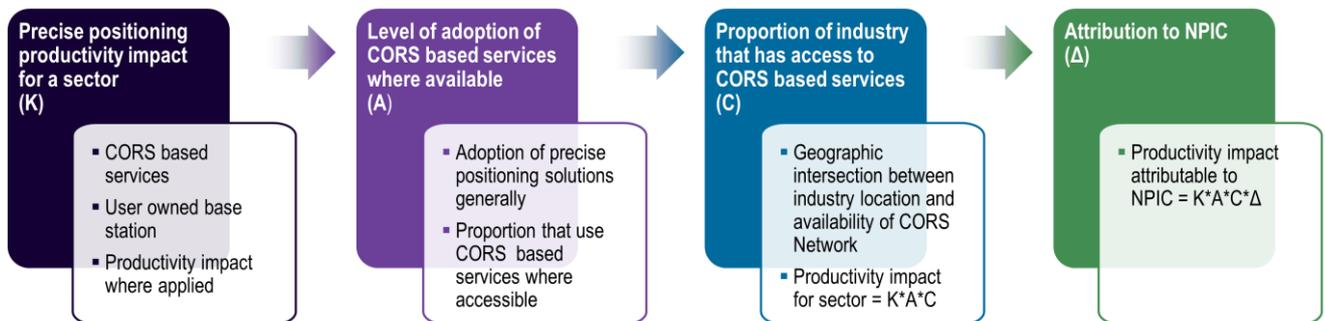 Precise positioning
productivity impact
for a sector
(K)
▪ CORS based
services
▪ User owned base
station
▪ Productivity impact
where applied
Level of adoption of
CORS based services
where available
(A)
▪ Adoption of precise
positioning solutions
generally
▪ Proportion that use
CORS based
services where
accessible
Proportion of industry
that has access to
CORS based services
(C)
▪ Geographic
intersection between
industry location and
availability of CORS
Network
▪ Productivity impact
for sector = K*A*C
Attribution to NPIC
(Δ)
▪ Productivity impact
attributable to
NPIC = K*A*C*Δ